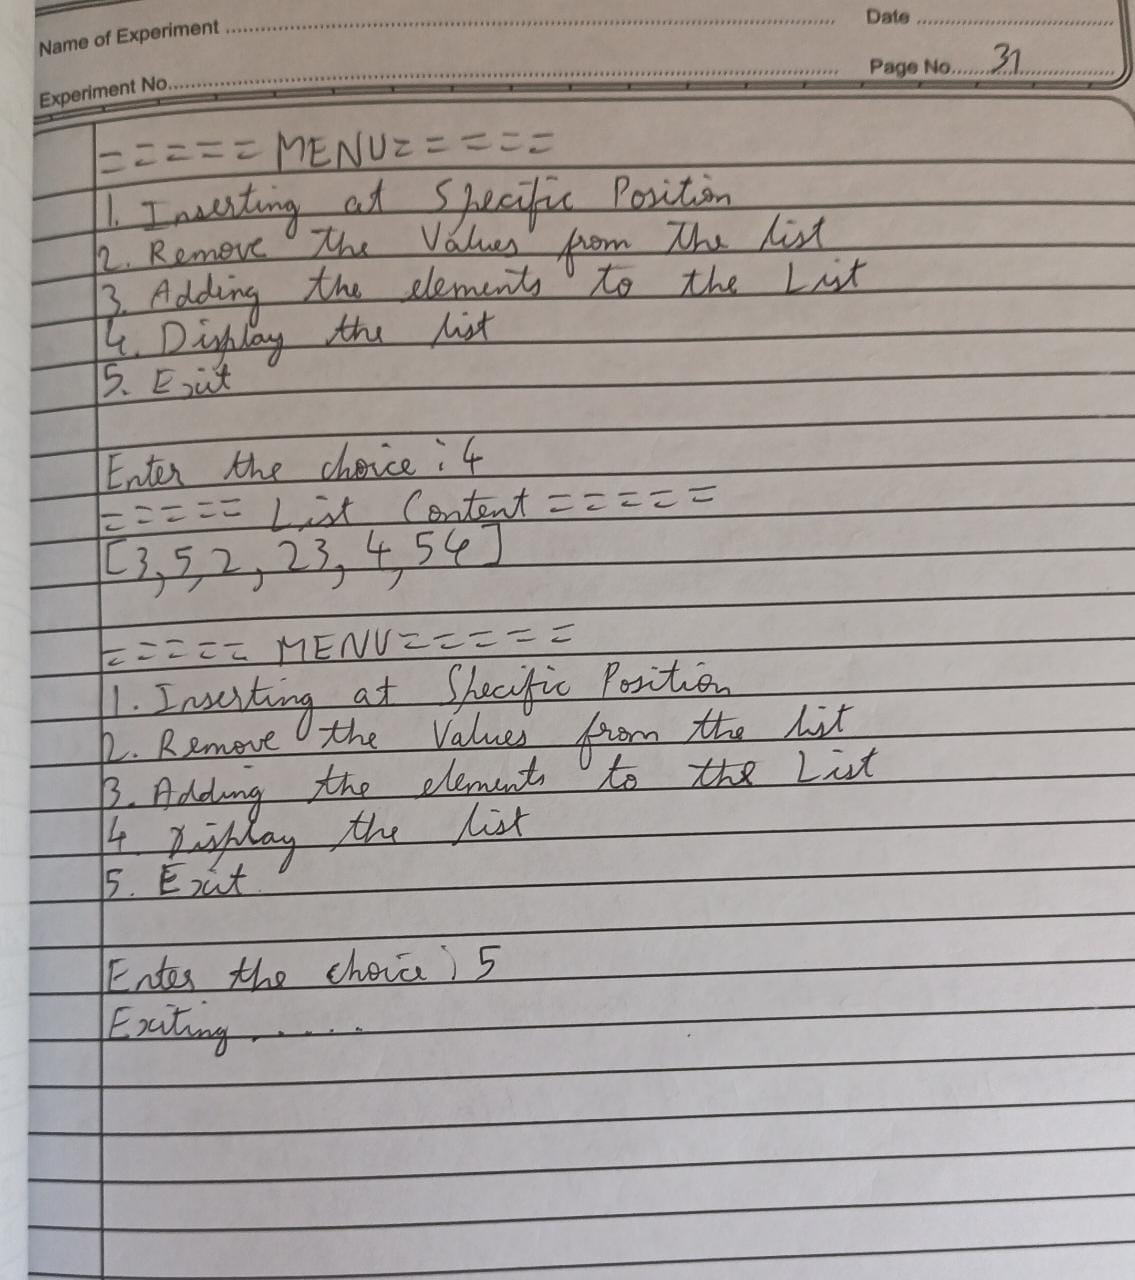 Name of Experiment
Date
Experiment No.
Page No. 31
===== MENU=====
1. Inserting at Specific Position
2. Remove the Values from the list
3. Adding the elements to the List
4. Display the list
5. Exit
Enter the choice : 4
===== List Content =====
[3, 5, 2, 23, 4, 54]
===== MENU=====
1. Inserting at Specific Position
2. Remove the Values from the list
3. Adding the elements to the List
4 Display the list
5. Exit.
Enter the choice : 5
Exiting .....